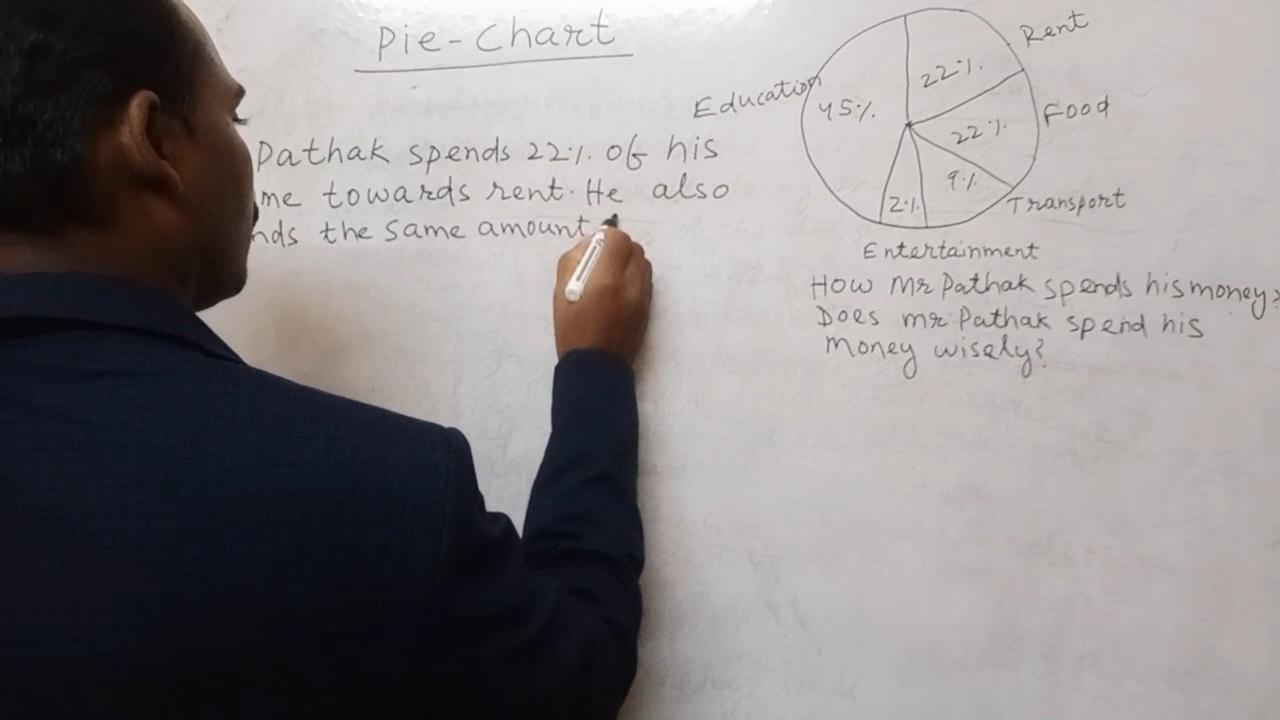 Pie-Chart
Pathak spends 22%. of his
me towards rent. He also
nds the same amount
Education
45%.
22%.
Rent
22%.
Food
9%.
Transport
2%.
Entertainment
How Mr Pathak spends his money,
Does mr Pathak spend his
money wisely?